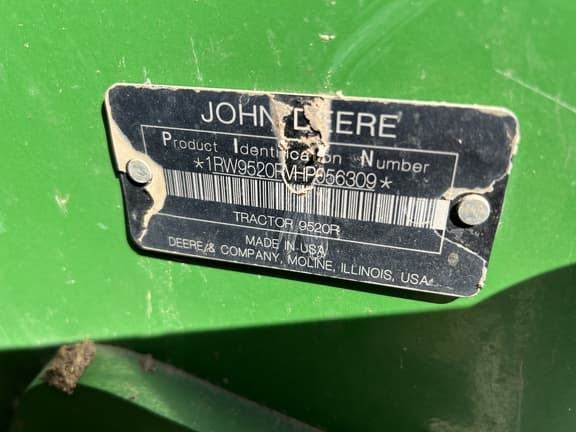 JOHN DEERE
Product Identification Number
*1RW9520RVHP056309*
TRACTOR 9520R
MADE IN USA
DEERE & COMPANY, MOLINE, ILLINOIS, USA